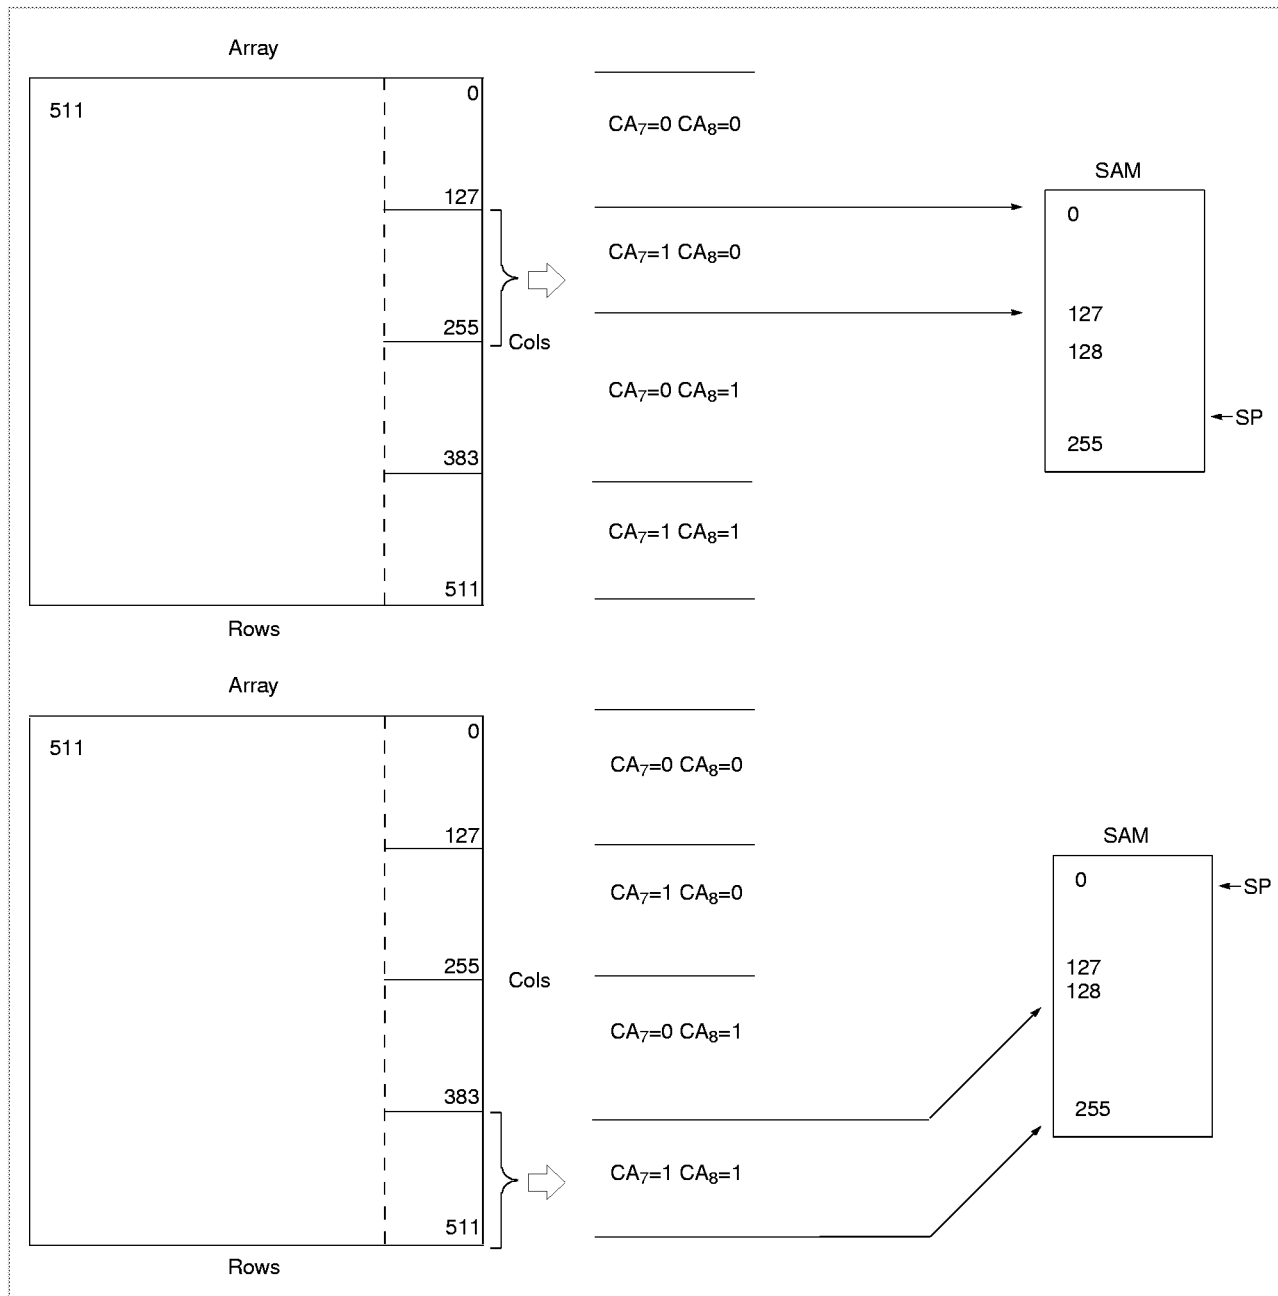 Array
511
0
CA₇=0 CA₈=0
SAM
127
0
CA₇=1 CA₈=0
127
255
Cols
128
CA₇=0 CA₈=1
SP
255
383
CA₇=1 CA₈=1
511
Rows
Array
511
0
CA₇=0 CA₈=0
127
SAM
0
SP
CA₇=1 CA₈=0
255
Cols
127
128
CA₇=0 CA₈=1
383
255
CA₇=1 CA₈=1
511
Rows